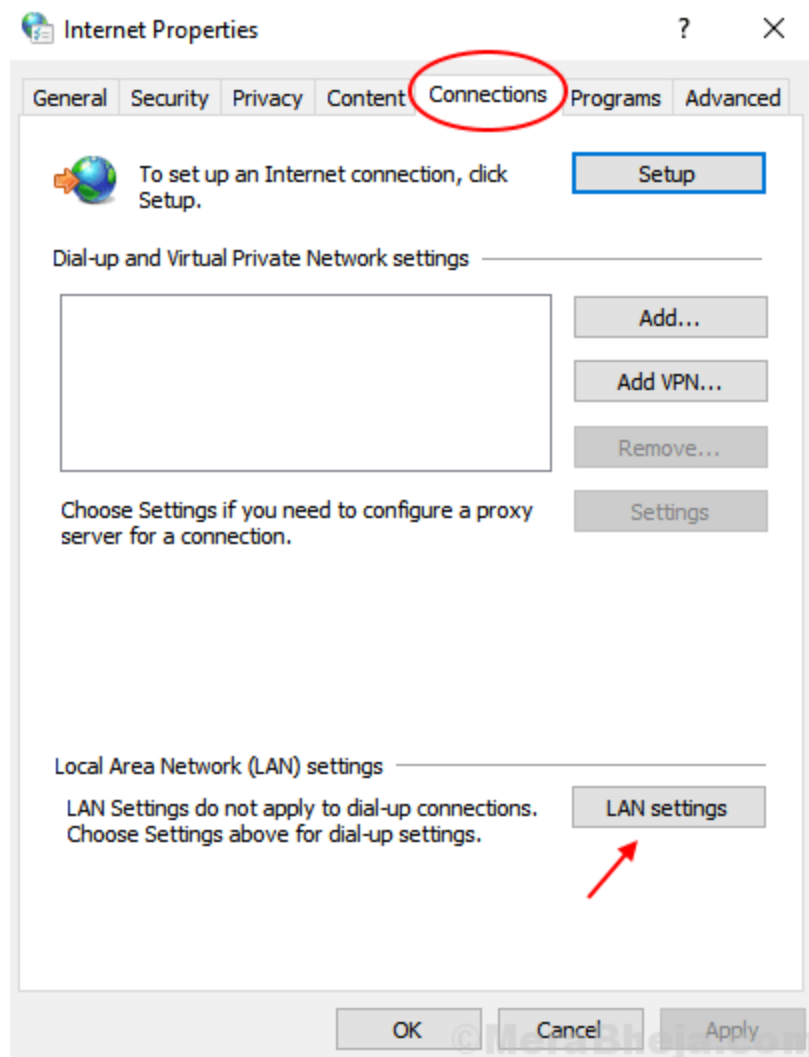 Internet Properties ?
General Security Privacy Content Connections Programs Advanced
To set up an Internet connection, click
Setup.
Setup
Dial-up and Virtual Private Network settings
Add...
Add VPN...
Remove...
Choose Settings if you need to configure a proxy
server for a connection.
Settings
Local Area Network (LAN) settings
LAN Settings do not apply to dial-up connections.
Choose Settings above for dial-up settings.
LAN settings
OK Cancel Apply
©MeraBheja.com